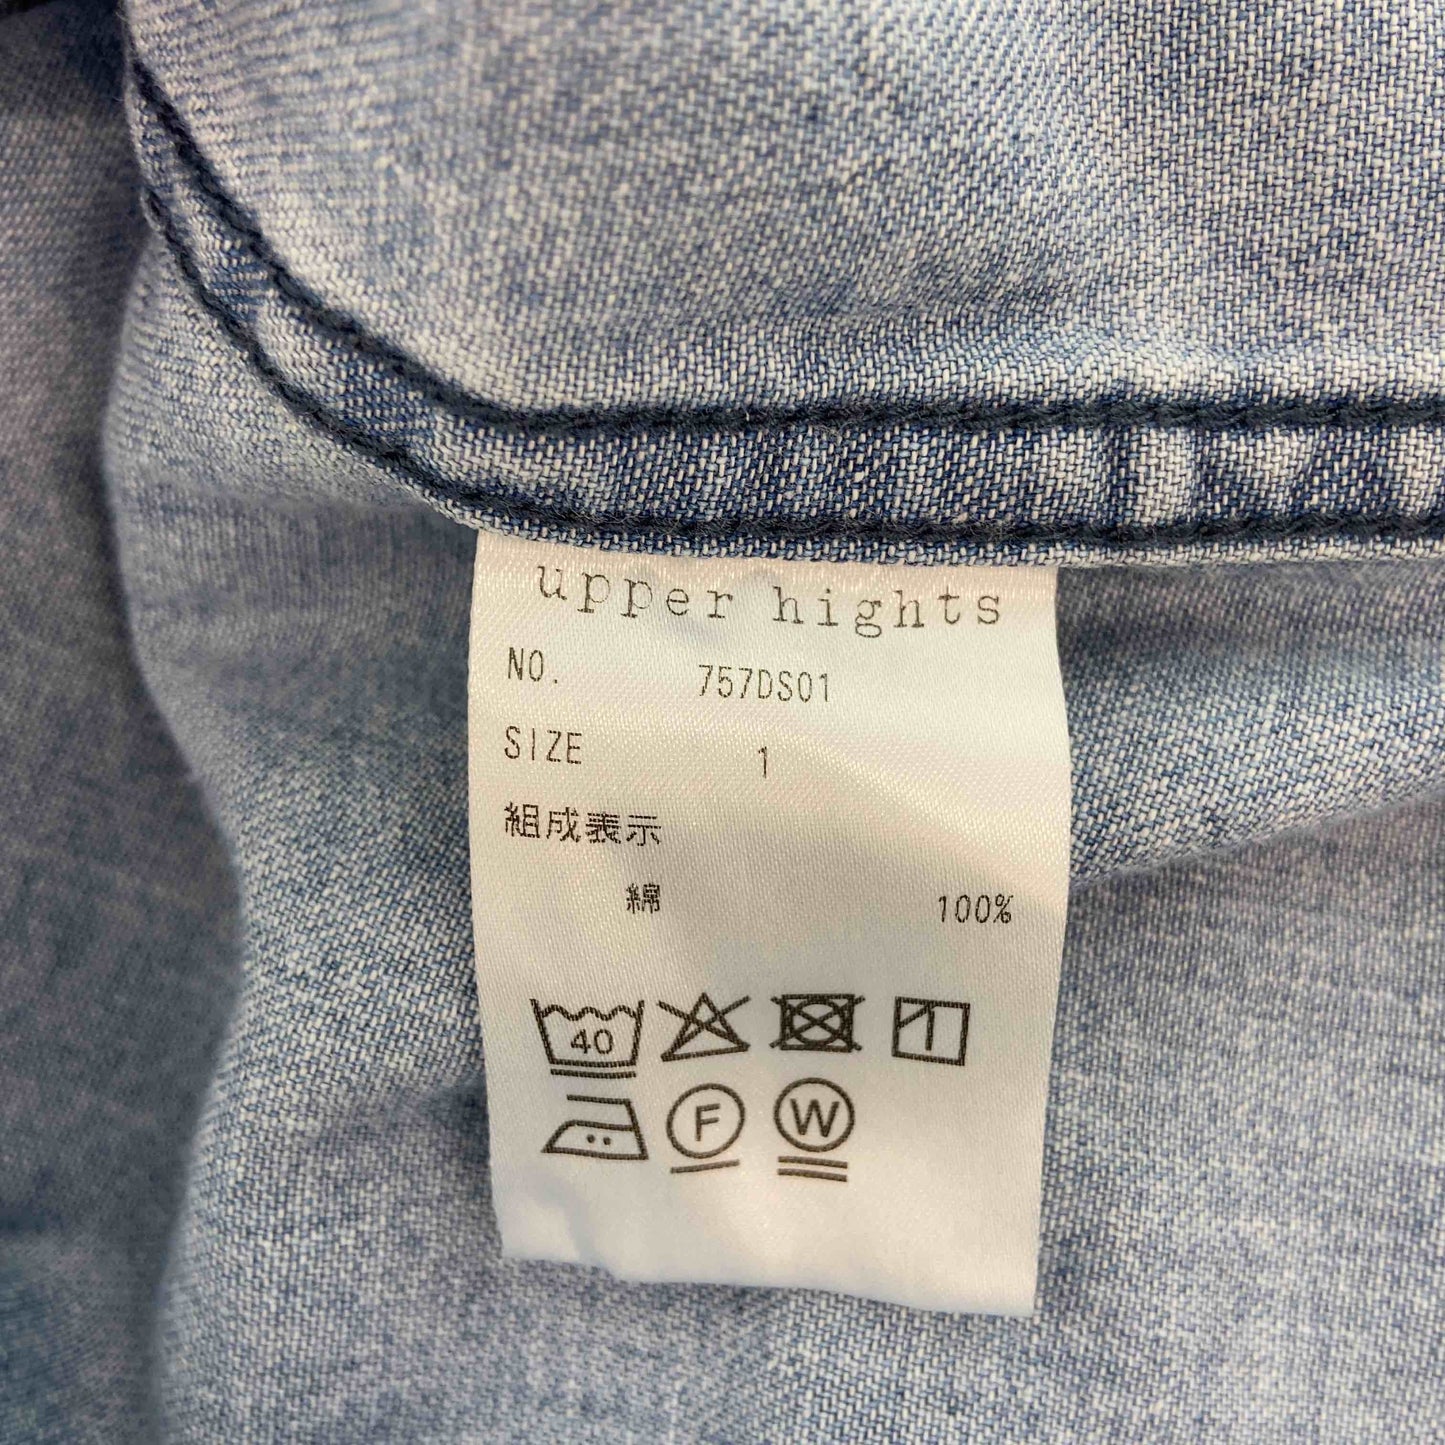 upper hights
NO. 757DS01
SIZE 1
組成表示
綿 100%
40
F W